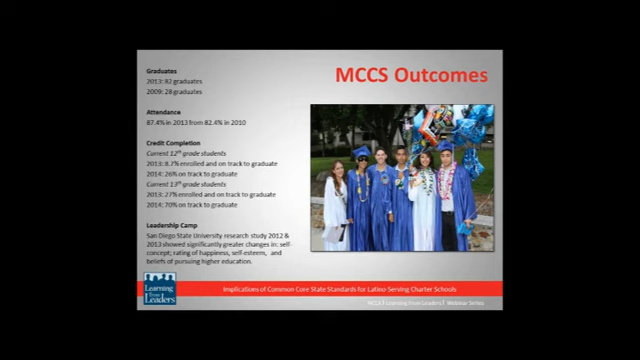 MCCS Outcomes
Graduates
2013: 82 graduates
2009: 28 graduates
Attendance
87.4% in 2013 from 82.4% in 2010
Credit Completion
Current 12th grade students
2013: 8.7% enrolled and on track to graduate
2014: 26% on track to graduate
Current 13th grade students
2013: 27% enrolled and on track to graduate
2014: 70% on track to graduate
Leadership Camp
San Diego State University research study 2012 &
2013 showed significantly greater changes in: self-
concept; rating of happiness, self-esteem, and
beliefs of pursuing higher education.
Learning
from
Leaders
Implications of Common Core State Standards for Latino-Serving Charter Schools
Learning from Leaders | Webinar Series